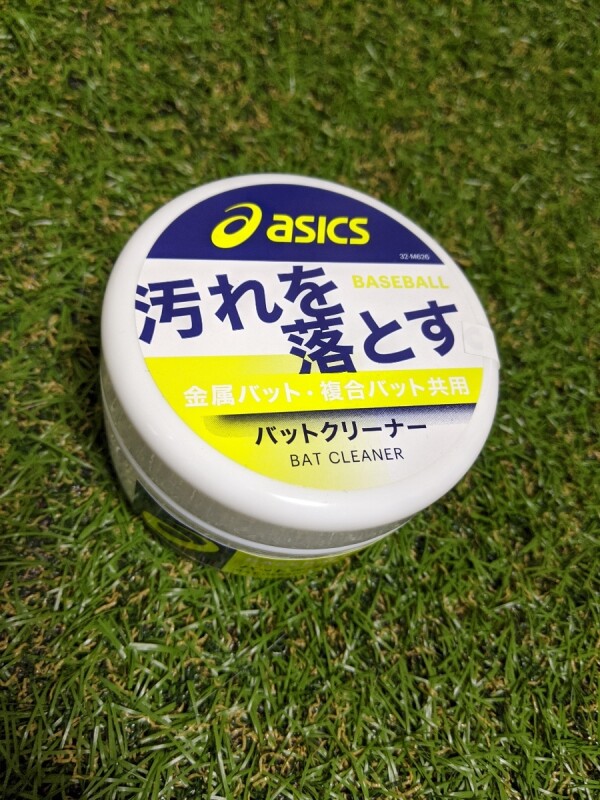 asics
32-M626
BASEBALL
汚れを
落とす
金属バット・複合バット共用
バットクリーナー
BAT CLEANER